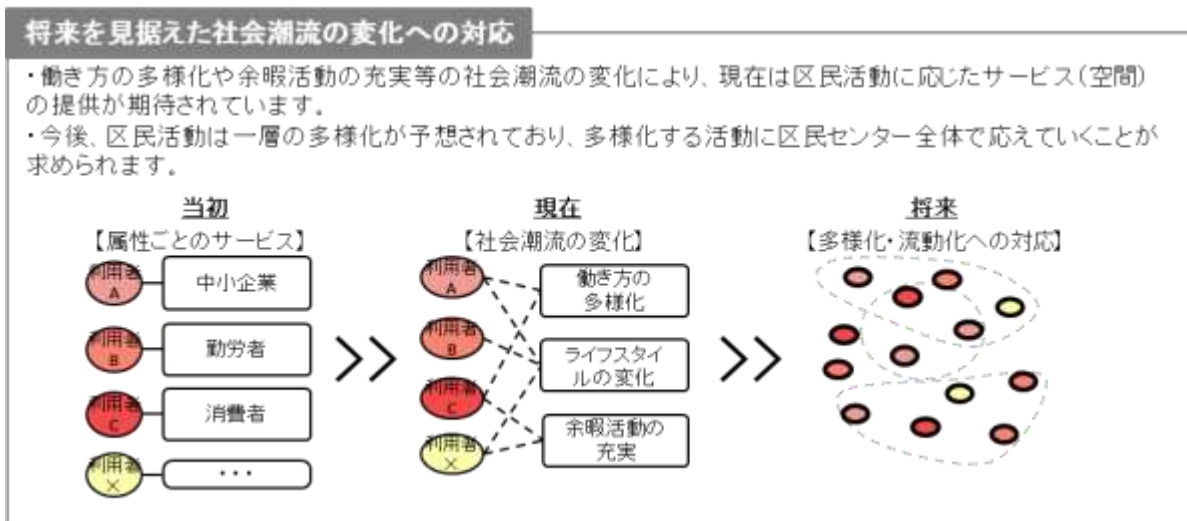 将来を見据えた社会潮流の変化への対応
・働き方の多様化や余暇活動の充実等の社会潮流の変化により、現在は区民活動に応じたサービス(空間)
の提供が期待されています。
・今後、区民活動は一層の多様化が予想されており、多様化する活動に区民センター全体で応えていくことが
求められます。
当初
【属性ごとのサービス】
利用者
A
中小企業
利用者
B
勤労者
利用者
C
消費者
利用者
×
・・・
現在
【社会潮流の変化】
利用者
A
利用者
B
利用者
C
利用者
×
働き方の
多様化
ライフスタイ
ルの変化
余暇活動の
充実
将来
【多様化・流動化への対応】